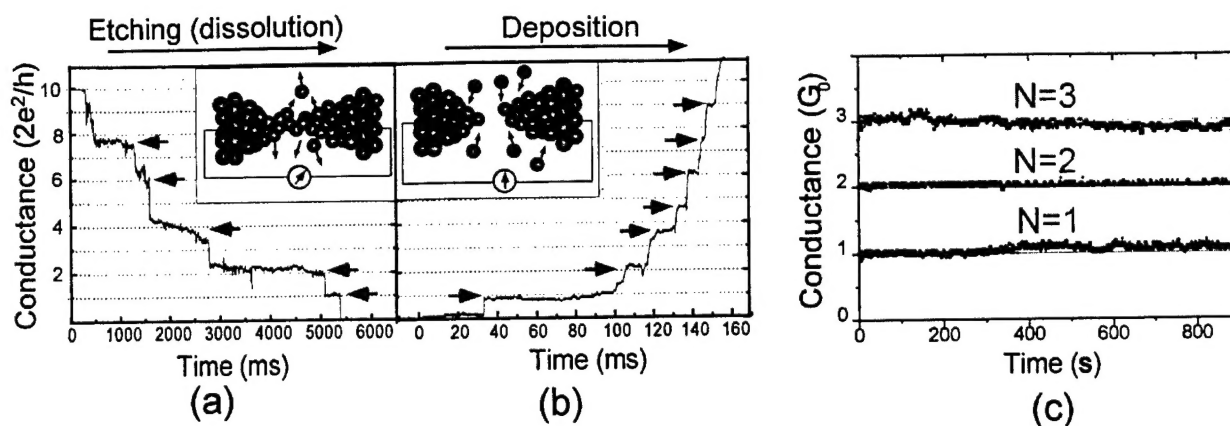 Etching (dissolution)
Deposition
Conductance (2e²/h)
10
8
6
4
2
0 1000 2000 3000 4000 5000 6000
Time (ms)
(a)
0 20 40 60 80 100 120 140 160
Time (ms)
(b)
Conductance (G₀)
3
2
1
0
N=3
N=2
N=1
0 200 400 600 800
Time (s)
(c)